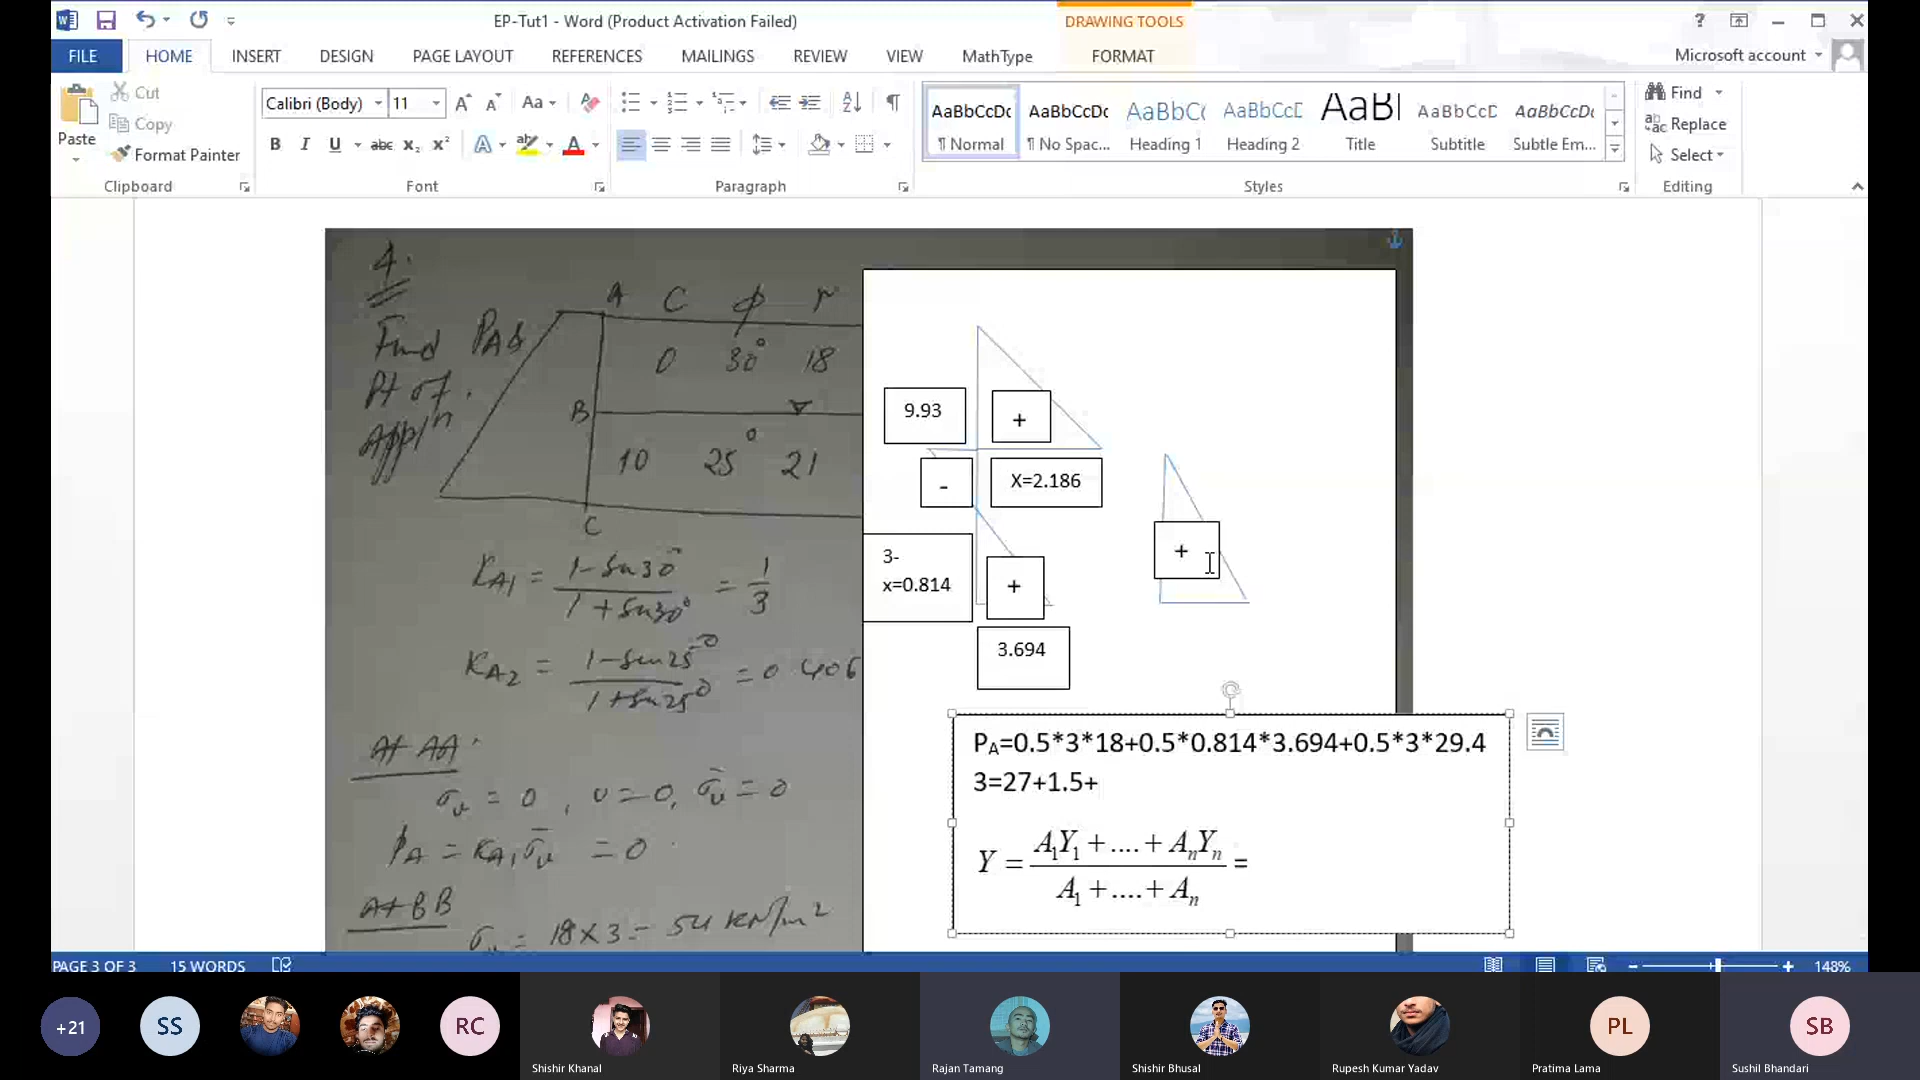 EP-Tut1 - Word (Product Activation Failed)
DRAWING TOOLS
?
FILE HOME INSERT DESIGN PAGE LAYOUT REFERENCES MAILINGS REVIEW VIEW MathType FORMAT
Microsoft account
Paste
Cut
Copy
Format Painter
Calibri (Body) 11
B I U abc x₂ x²
AaBbCcDc AaBbCcDc AaBbC( AaBbCcE AaB AaBbCcD AaBbCcDc
¶ Normal ¶ No Spac... Heading 1 Heading 2 Title Subtitle Subtle Em...
Find
Replace
Select
Clipboard Font Paragraph Styles Editing
4.
Find PA &
Pt of.
Appl/n
A C ϕ r
0 30° 18
B
10 25° 21
C
KA1 = 1-Sin30° / 1+Sin30° = 1/3
KA2 = 1-Sin25° / 1+Sin25° = 0.406
At AA
σv = 0, u=0, σ̄v = 0
PA = KA1 σ̄v = 0
At BB
σv = 18 × 3 = 54 KN/m²
9.93
+
-
X=2.186
3-
x=0.814
+
3.694
+
PA=0.5*3*18+0.5*0.814*3.694+0.5*3*29.4
3=27+1.5+
Y = A₁Y₁ + .... + AₙYₙ / A₁ + .... + Aₙ =
PAGE 3 OF 3 15 WORDS 148%
+21 SS RC PL SB
Shishir Khanal Riya Sharma Rajan Tamang Shishir Bhusal Rupesh Kumar Yadav Pratima Lama Sushil Bhandari